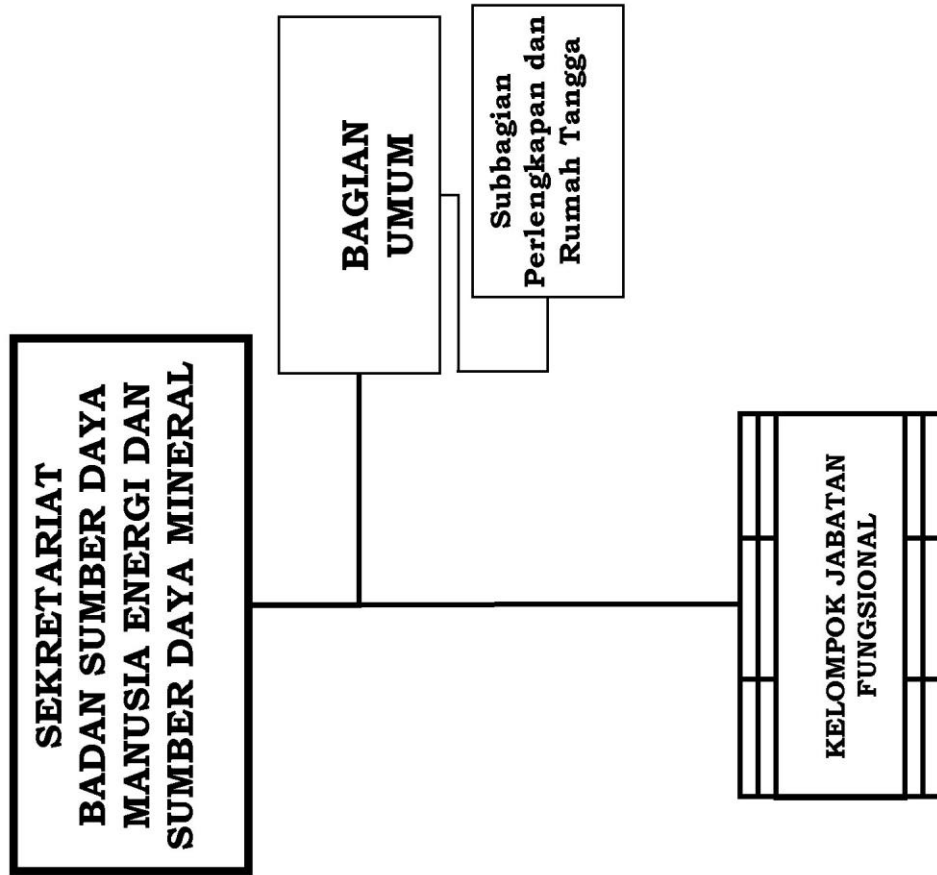 SEKRETARIAT
BADAN SUMBER DAYA
MANUSIA ENERGI DAN
SUMBER DAYA MINERAL
BAGIAN
UMUM
Subbagian
Perlengkapan dan
Rumah Tangga
KELOMPOK JABATAN
FUNGSIONAL